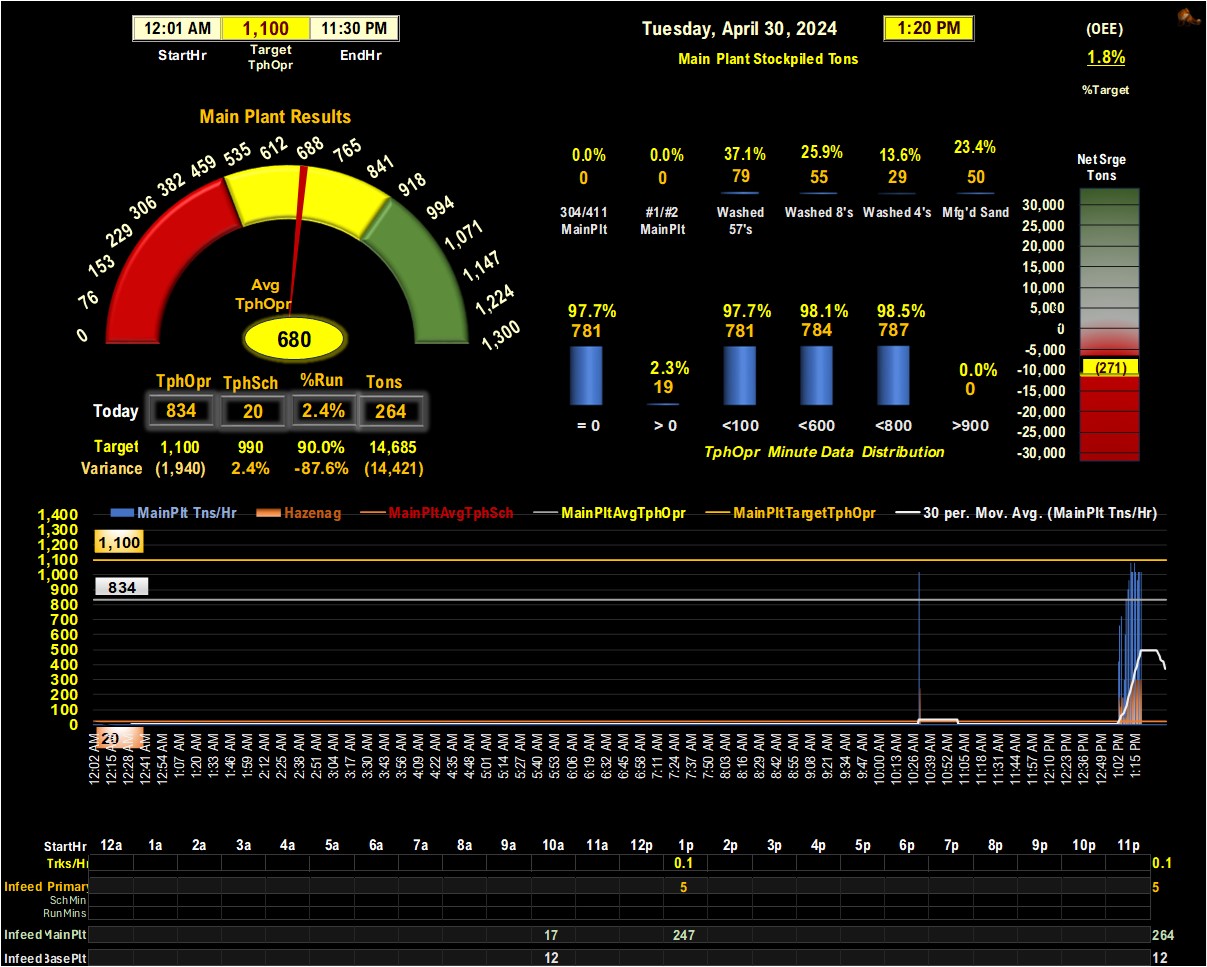 12:01 AM 1,100 11:30 PM
StartHr Target TphOpr EndHr
Tuesday, April 30, 2024 1:20 PM
Main Plant Stockpiled Tons
(OEE)
1.8%
%Target
Main Plant Results
0 76 153 229 306 382 459 535 612 688 765 841 918 994 1,071 1,147 1,224 1,300
Avg
TphOpr
680
TphOpr TphSch %Run Tons
Today 834 20 2.4% 264
Target 1,100 990 90.0% 14,685
Variance (1,940) 2.4% -87.6% (14,421)
0.0% 0.0% 37.1% 25.9% 13.6% 23.4%
0 0 79 55 29 50
304/411 MainPlt #1/#2 MainPlt Washed 57's Washed 8's Washed 4's Mfg'd Sand
97.7% 2.3% 97.7% 98.1% 98.5% 0.0%
781 19 781 784 787 0
= 0 > 0 <100 <600 <800 >900
TphOpr Minute Data Distribution
Net Srge
Tons
30,000
25,000
20,000
15,000
10,000
5,000
0
-5,000
-10,000
(271)
-15,000
-20,000
-25,000
-30,000
MainPlt Tns/Hr Hazenag MainPltAvgTphSch MainPltAvgTphOpr MainPltTargetTphOpr 30 per. Mov. Avg. (MainPlt Tns/Hr)
1,400
1,300
1,200
1,100
1,000
900
800
700
600
500
400
300
200
100
0
1,100
834
20
12:02 AM 12:15 AM 12:28 AM 12:41 AM 12:54 AM 1:07 AM 1:20 AM 1:33 AM 1:46 AM 1:59 AM 2:12 AM 2:25 AM 2:38 AM 2:51 AM 3:04 AM 3:17 AM 3:30 AM 3:43 AM 3:56 AM 4:09 AM 4:22 AM 4:35 AM 4:48 AM 5:01 AM 5:14 AM 5:27 AM 5:40 AM 5:53 AM 6:06 AM 6:19 AM 6:32 AM 6:45 AM 6:58 AM 7:11 AM 7:24 AM 7:37 AM 7:50 AM 8:03 AM 8:16 AM 8:29 AM 8:42 AM 8:55 AM 9:08 AM 9:21 AM 9:34 AM 9:47 AM 10:00 AM 10:13 AM 10:26 AM 10:39 AM 10:52 AM 11:05 AM 11:18 AM 11:31 AM 11:44 AM 11:57 AM 12:10 PM 12:23 PM 12:36 PM 12:49 PM 1:02 PM 1:15 PM
StartHr 12a 1a 2a 3a 4a 5a 6a 7a 8a 9a 10a 11a 12p 1p 2p 3p 4p 5p 6p 7p 8p 9p 10p 11p
Trks/Hr 0.1 0.1
Infeed Primary 5 5
SchMin
RunMins
Infeed MainPlt 17 247 264
Infeed BasePlt 12 12